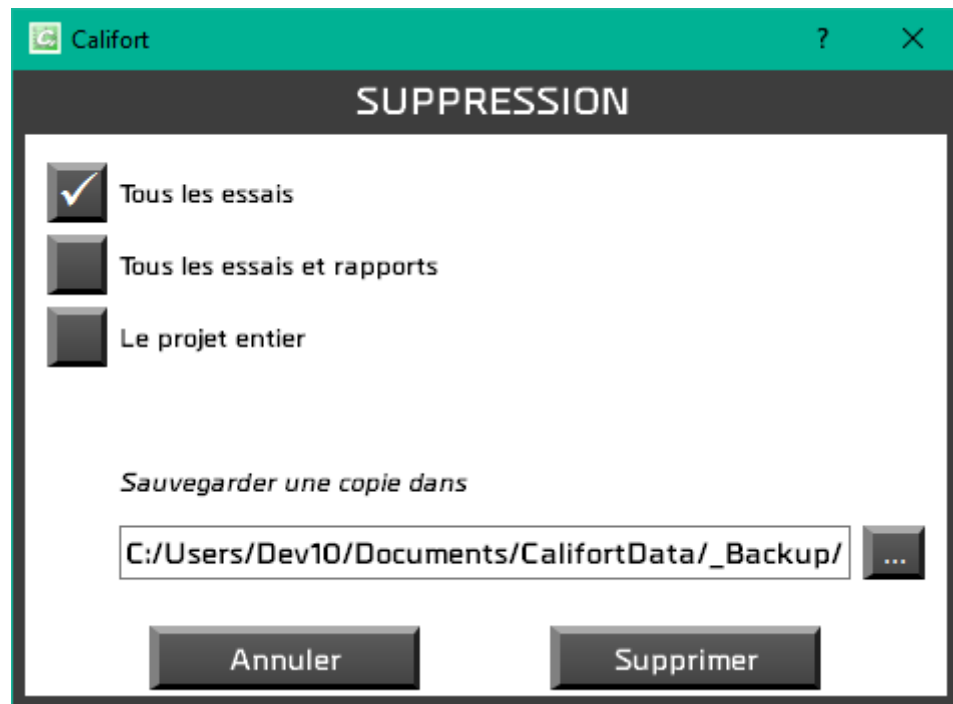 Califort ?
SUPPRESSION
Tous les essais
Tous les essais et rapports
Le projet entier
Sauvegarder une copie dans
C:/Users/Dev10/Documents/CalifortData/_Backup/ ...
Annuler Supprimer